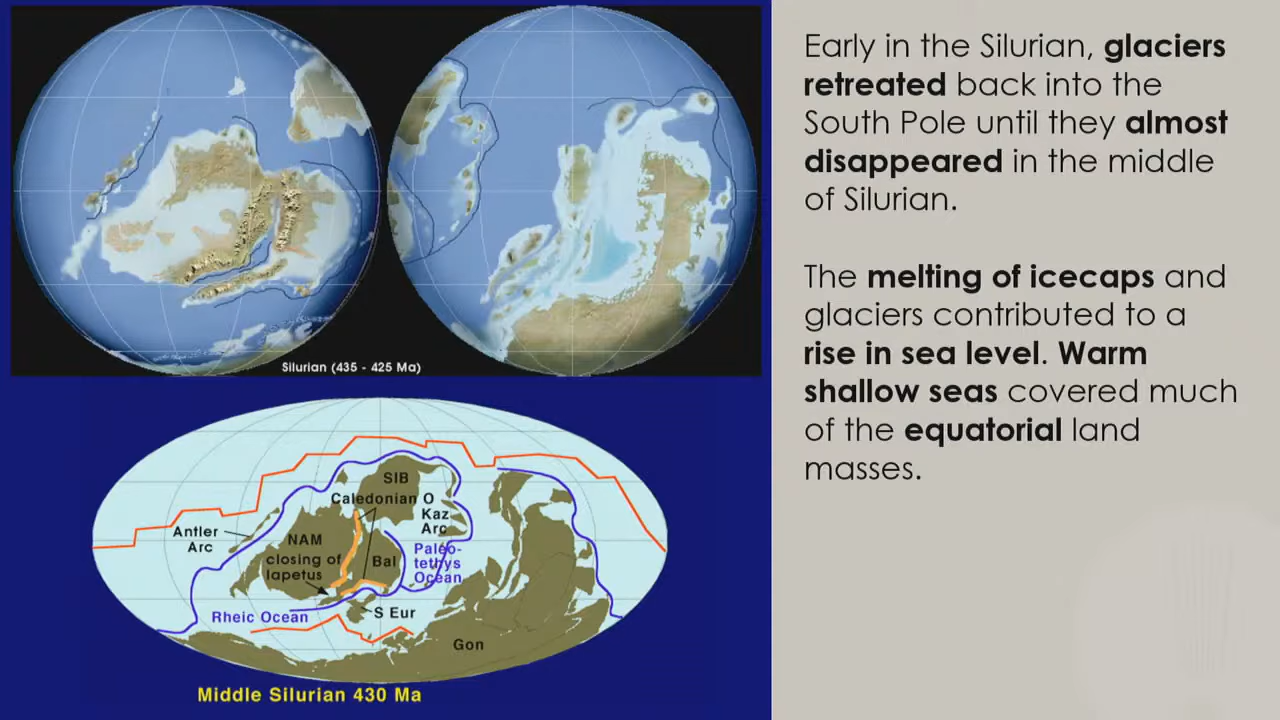 Silurian (435 - 425 Ma)
SIB
Caledonian O
Kaz
Arc
Antler
Arc
NAM
closing of
Iapetus
Bal
Paleo-
tethys
Ocean
Rheic Ocean
S Eur
Gon
Middle Silurian 430 Ma
Early in the Silurian, glaciers
retreated back into the
South Pole until they almost
disappeared in the middle
of Silurian.
The melting of icecaps and
glaciers contributed to a
rise in sea level. Warm
shallow seas covered much
of the equatorial land
masses.